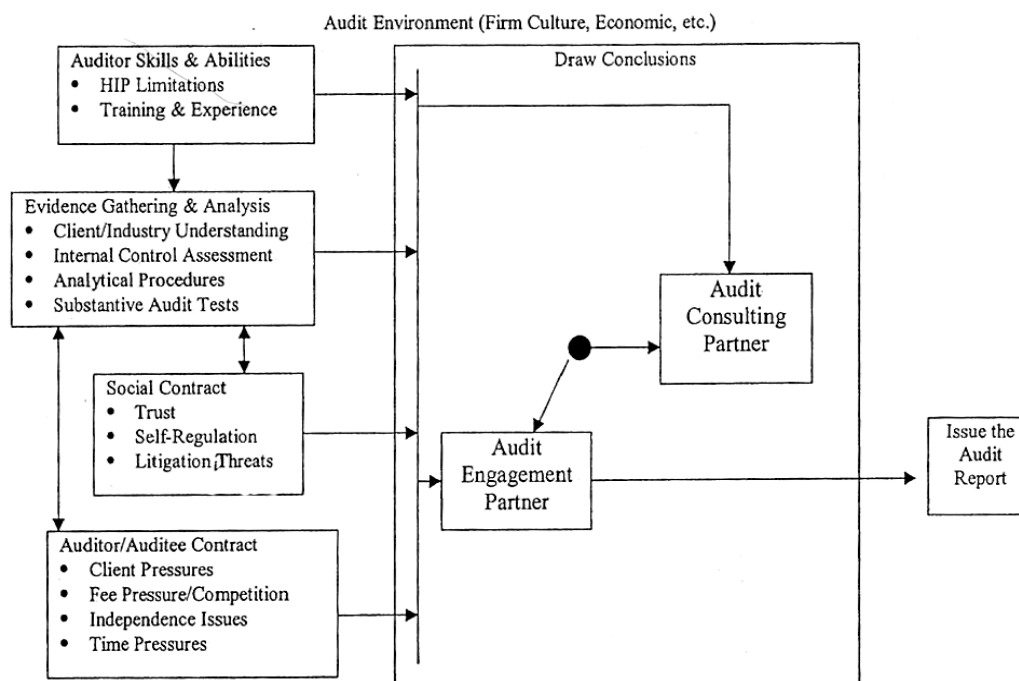 Audit Environment (Firm Culture, Economic, etc.)
Auditor Skills & Abilities
• HIP Limitations
• Training & Experience
Evidence Gathering & Analysis
• Client/Industry Understanding
• Internal Control Assessment
• Analytical Procedures
• Substantive Audit Tests
Social Contract
• Trust
• Self-Regulation
• Litigation Threats
Auditor/Auditee Contract
• Client Pressures
• Fee Pressure/Competition
• Independence Issues
• Time Pressures
Draw Conclusions
Audit
Consulting
Partner
Audit
Engagement
Partner
Issue the
Audit
Report